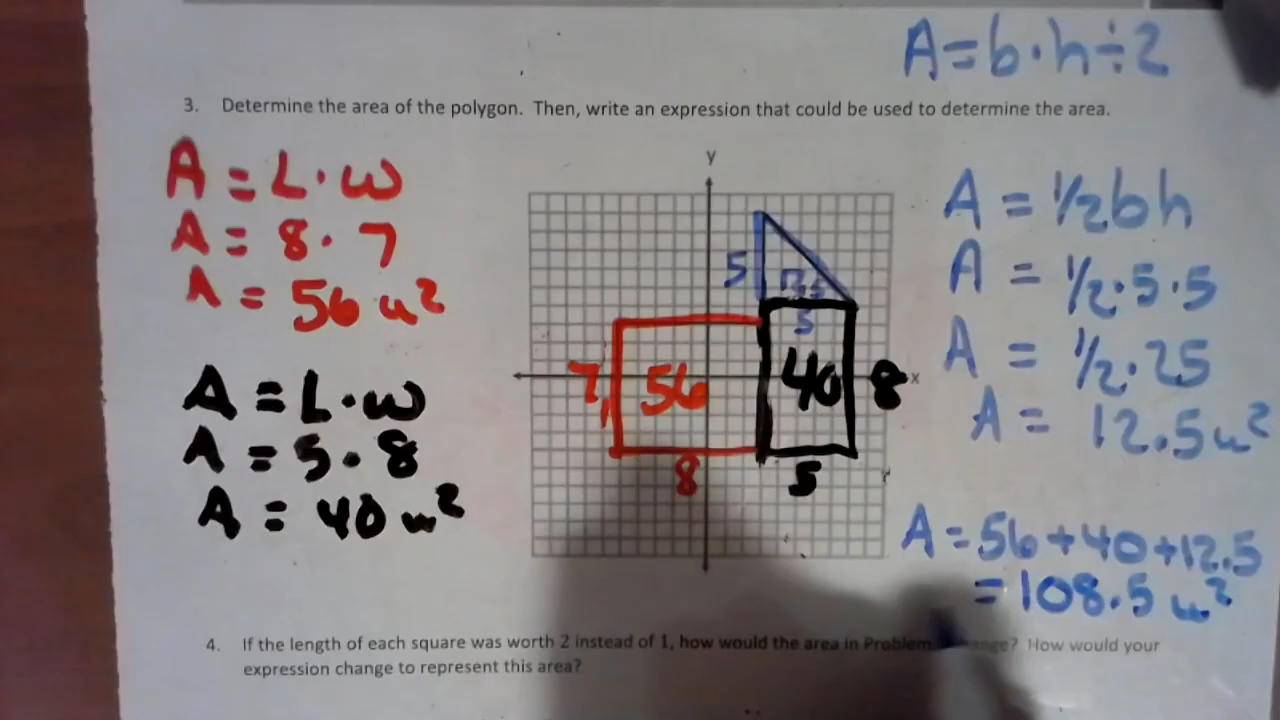 A=b·h÷2
3. Determine the area of the polygon. Then, write an expression that could be used to determine the area.
A = L·w
A = 8·7
A = 56 u²
A = L·w
A = 5·8
A = 40 u²
y
5
12.5
5
7
56
40
8
x
8
5
A = ½bh
A = ½·5·5
A = ½·25
A = 12.5u²
A=56+40+12.5
=108.5 u²
4. If the length of each square was worth 2 instead of 1, how would the area in Problem change? How would your
expression change to represent this area?